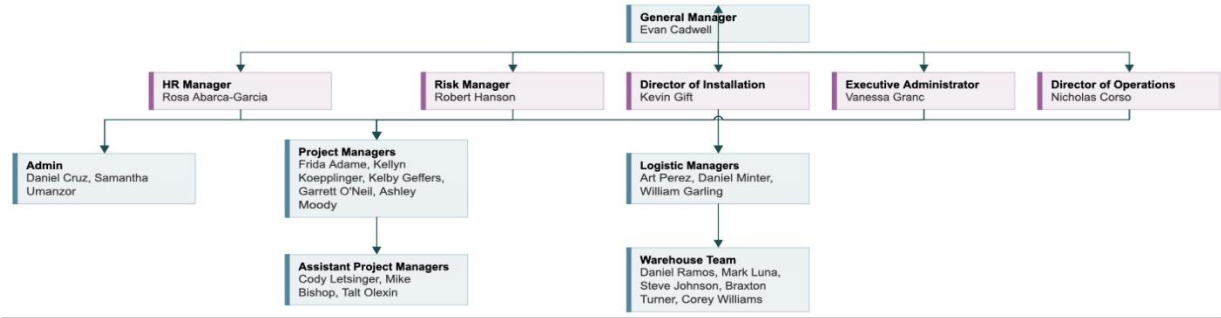 General Manager
Evan Cadwell
HR Manager
Rosa Abarca-Garcia
Risk Manager
Robert Hanson
Director of Installation
Kevin Gift
Executive Administrator
Vanessa Granc
Director of Operations
Nicholas Corso
Admin
Daniel Cruz, Samantha
Umanzor
Project Managers
Frida Adame, Kellyn
Koepplinger, Kelby Geffers,
Garrett O'Neil, Ashley
Moody
Logistic Managers
Art Perez, Daniel Minter,
William Garling
Assistant Project Managers
Cody Letsinger, Mike
Bishop, Talt Olexin
Warehouse Team
Daniel Ramos, Mark Luna,
Steve Johnson, Braxton
Turner, Corey Williams